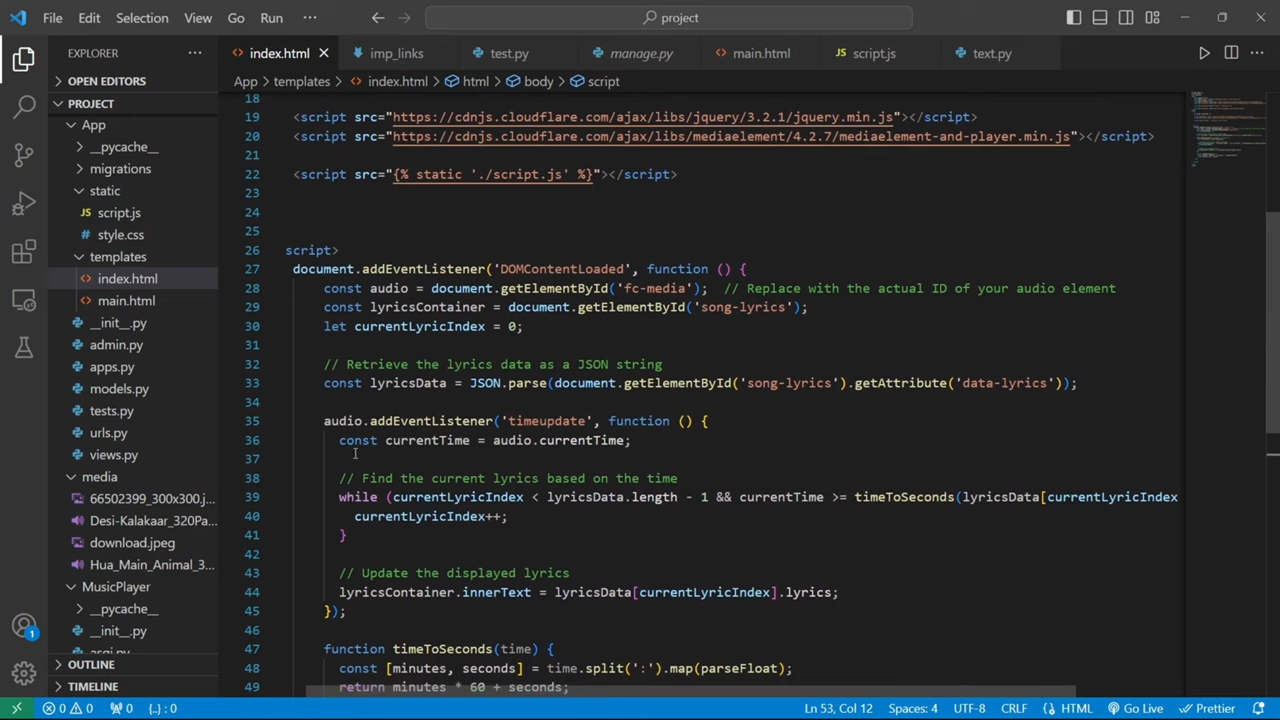 File Edit Selection View Go Run ··· project
EXPLORER ···
OPEN EDITORS
PROJECT
App
__pycache__
migrations
static
JS script.js
# style.css
templates
<> index.html
<> main.html
__init__.py
admin.py
apps.py
models.py
tests.py
urls.py
views.py
media
66502399_300x300.j...
Desi-Kalakaar_320Pa...
download.jpeg
Hua_Main_Animal_3...
MusicPlayer
__pycache__
__init__.py
asgi.py
OUTLINE
TIMELINE
<> index.html imp_links test.py manage.py <> main.html JS script.js text.py ···
App > templates > <> index.html > html > body > script
18
19 <script src="https://cdnjs.cloudflare.com/ajax/libs/jquery/3.2.1/jquery.min.js"></script>
20 <script src="https://cdnjs.cloudflare.com/ajax/libs/mediaelement/4.2.7/mediaelement-and-player.min.js"></script>
21
22 <script src="{% static './script.js' %}"></script>
23
24
25
26 script>
27 document.addEventListener('DOMContentLoaded', function () {
28 const audio = document.getElementById('fc-media'); // Replace with the actual ID of your audio element
29 const lyricsContainer = document.getElementById('song-lyrics');
30 let currentLyricIndex = 0;
31
32 // Retrieve the lyrics data as a JSON string
33 const lyricsData = JSON.parse(document.getElementById('song-lyrics').getAttribute('data-lyrics'));
34
35 audio.addEventListener('timeupdate', function () {
36 const currentTime = audio.currentTime;
37
38 // Find the current lyrics based on the time
39 while (currentLyricIndex < lyricsData.length - 1 && currentTime >= timeToSeconds(lyricsData[currentLyricIndex
40 currentLyricIndex++;
41 }
42
43 // Update the displayed lyrics
44 lyricsContainer.innerText = lyricsData[currentLyricIndex].lyrics;
45 });
46
47 function timeToSeconds(time) {
48 const [minutes, seconds] = time.split(':').map(parseFloat);
49 return minutes * 60 + seconds;
1
0 0 0 {..} : 0 Ln 53, Col 12 Spaces: 4 UTF-8 CRLF HTML Go Live Prettier